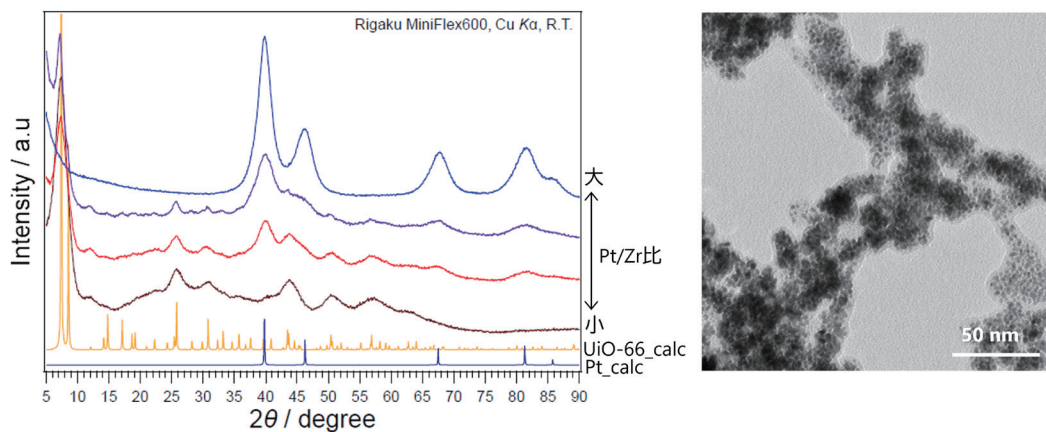 Rigaku MiniFlex600, Cu Kα, R.T.
Intensity / a.u
大
Pt/Zr比
小
UiO-66_calc
Pt_calc
5 10 15 20 25 30 35 40 45 50 55 60 65 70 75 80 85 90
2θ / degree
50 nm